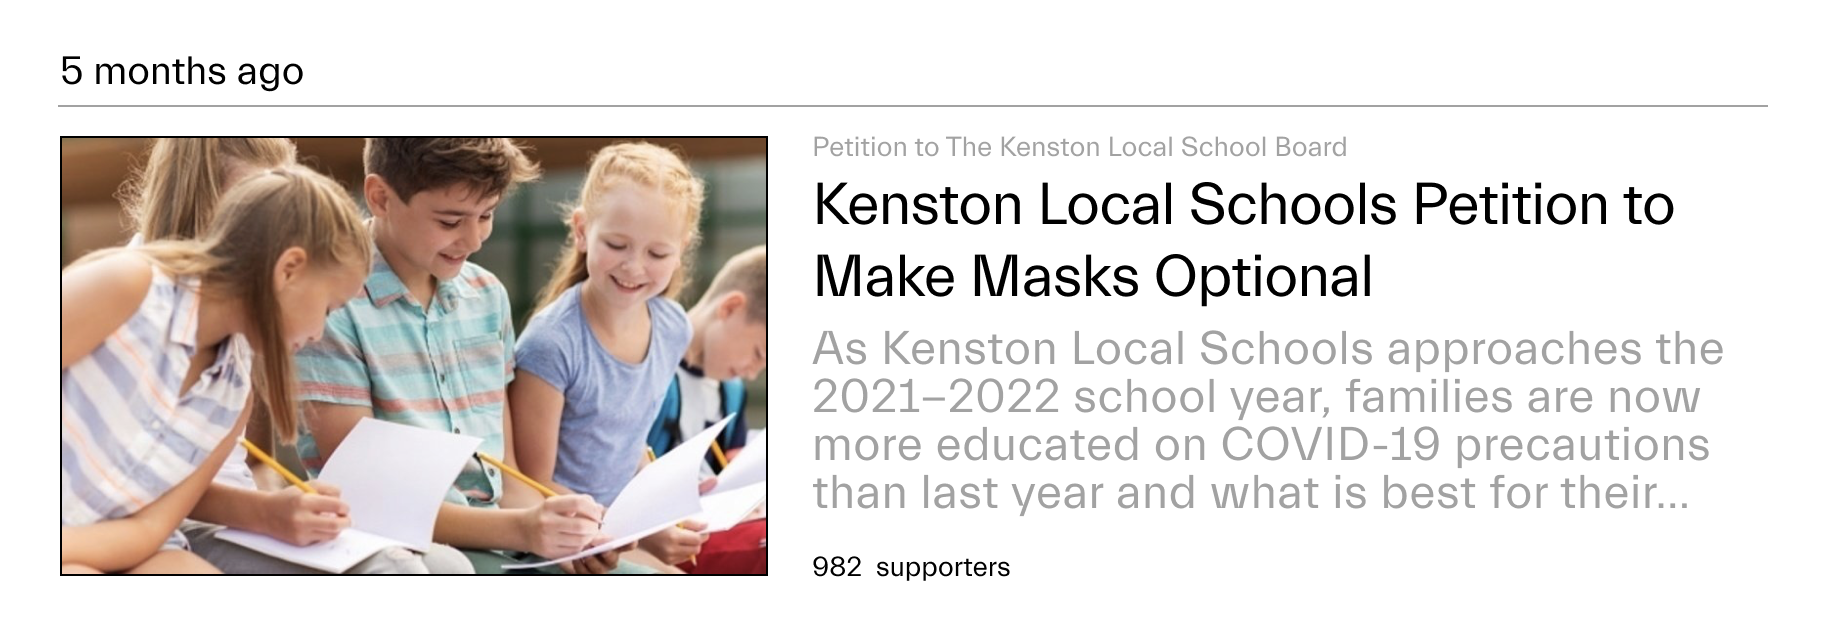 5 months ago
Petition to The Kenston Local School Board
Kenston Local Schools Petition to
Make Masks Optional
As Kenston Local Schools approaches the
2021–2022 school year, families are now
more educated on COVID-19 precautions
than last year and what is best for their...
982 supporters